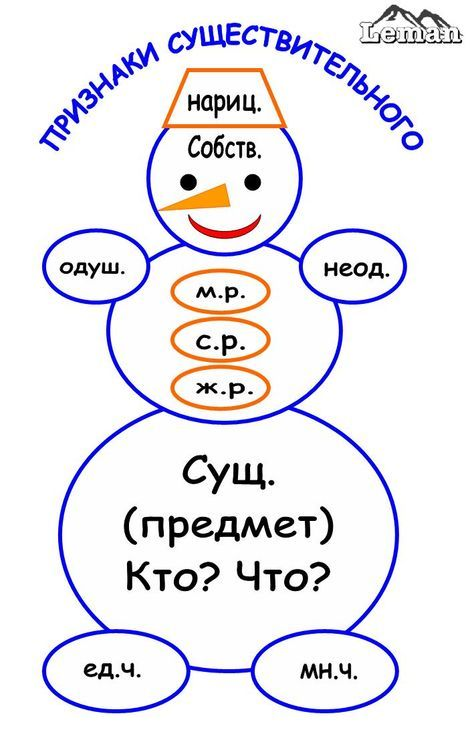 Leman
ПРИЗНАКИ СУЩЕСТВИТЕЛЬНОГО
нариц.
Собств.
одуш.
неод.
м.р.
с.р.
ж.р.
Сущ.
(предмет)
Кто? Что?
ед.ч.
мн.ч.